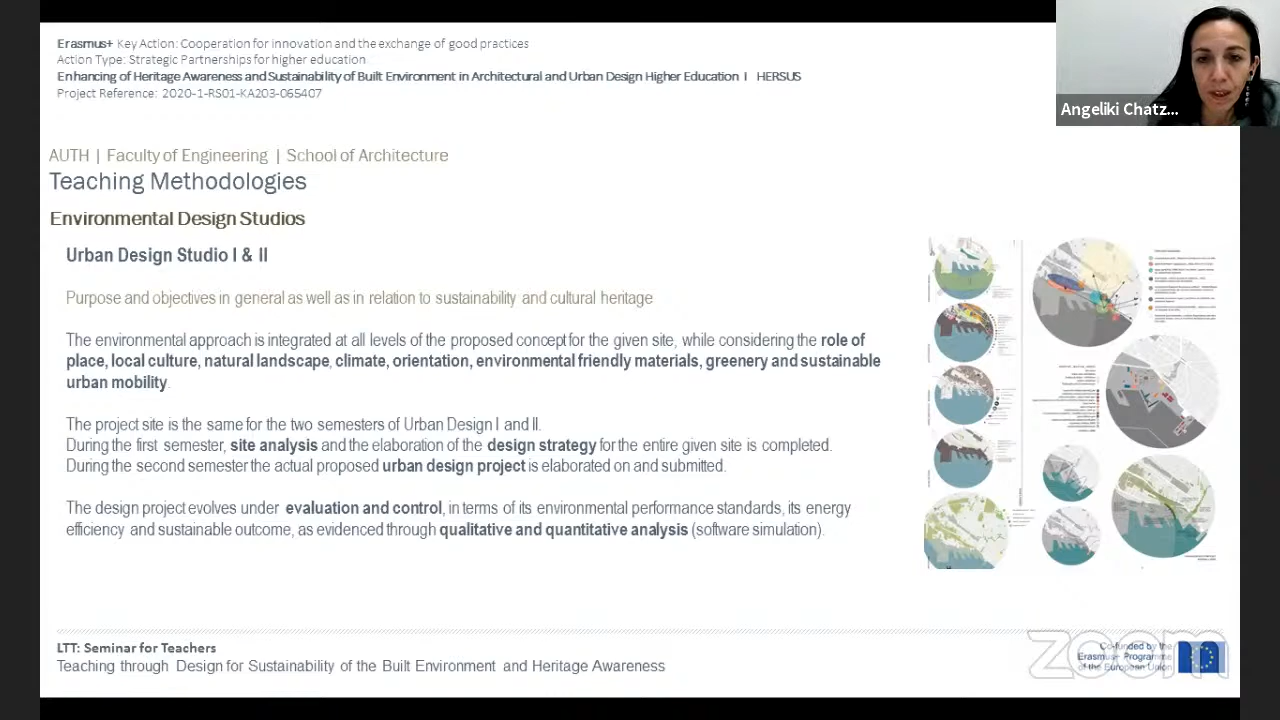 Erasmus+ Key Action: Cooperation for innovation and the exchange of good practices
Action Type: Strategic Partnerships for higher education
Enhancing of Heritage Awareness and Sustainability of Built Environment in Architectural and Urban Design Higher Education I HERSUS
Project Reference: 2020-1-RS01-KA203-065407
Angeliki Chatz...
AUTH | Faculty of Engineering | School of Architecture
Teaching Methodologies
Environmental Design Studios
Urban Design Studio I & II
Purpose and objectives in general as well as in relation to sustainability and cultural heritage
The environmental approach is integrated at all levels of the proposed concept for the given site, while considering the role of
place, local culture, natural landscape, climate, orientation, environmental friendly materials, greenery and sustainable
urban mobility.
The project site is the same for the two semesters of Urban Design I and II.
During the first semester, site analysis and the elaboration of the design strategy for the entire given site is completed.
During the second semester the actual proposed urban design project is elaborated on and submitted.
The design project evolves under evaluation and control, in terms of its environmental performance standards, its energy
efficiency and sustainable outcome, as evidenced through qualitative and quantitative analysis (software simulation).
LTT: Seminar for Teachers
Teaching through Design for Sustainability of the Built Environment and Heritage Awareness
Co-funded by the
Erasmus+ Programme
of the European Union
zoom